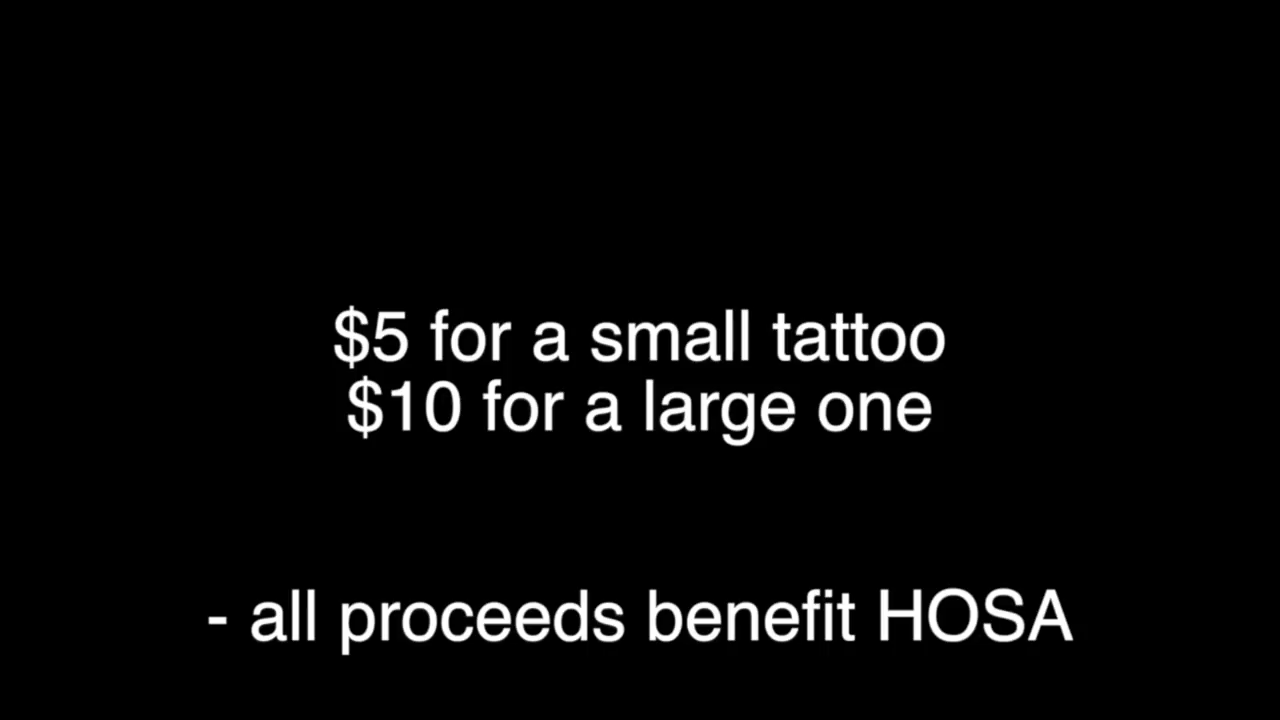 $5 for a small tattoo
$10 for a large one
- all proceeds benefit HOSA